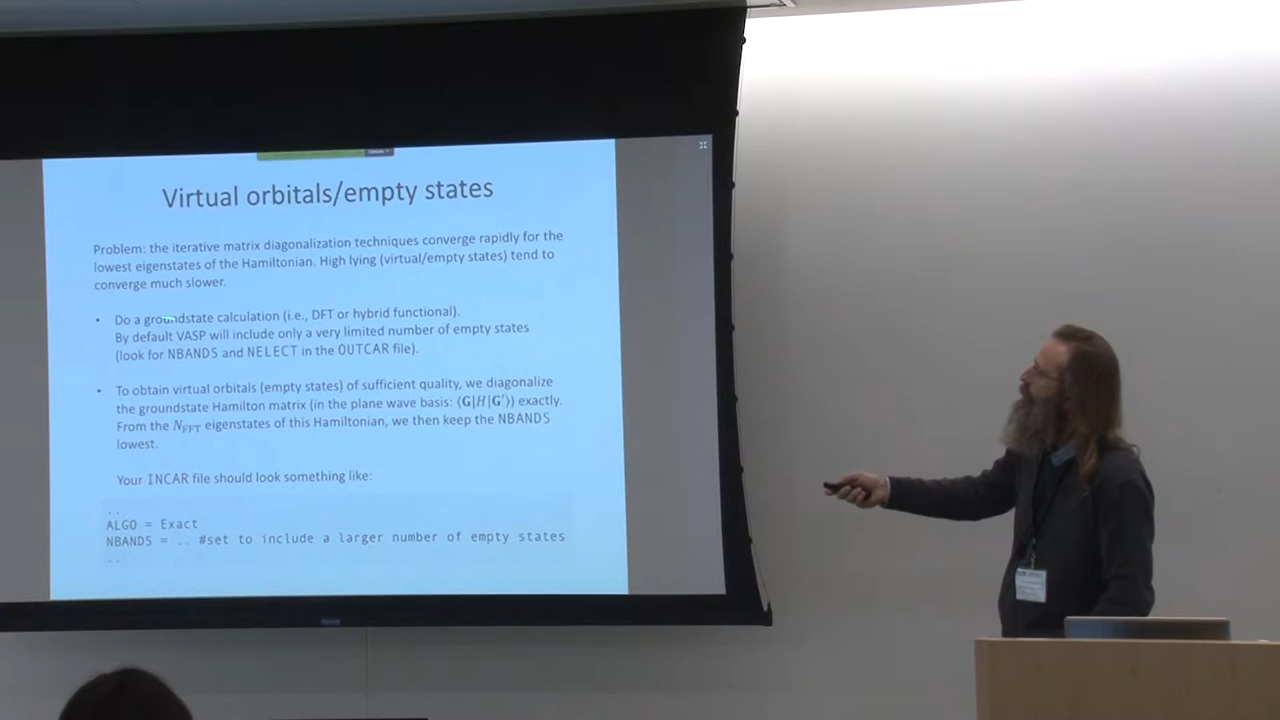 Virtual orbitals/empty states
Problem: the iterative matrix diagonalization techniques converge rapidly for the
lowest eigenstates of the Hamiltonian. High lying (virtual/empty states) tend to
converge much slower.
• Do a groundstate calculation (i.e., DFT or hybrid functional).
By default VASP will include only a very limited number of empty states
(look for NBANDS and NELECT in the OUTCAR file).
• To obtain virtual orbitals (empty states) of sufficient quality, we diagonalize
the groundstate Hamilton matrix (in the plane wave basis: ⟨G|H|G′⟩) exactly.
From the N_FFT eigenstates of this Hamiltonian, we then keep the NBANDS
lowest.
Your INCAR file should look something like:
..
ALGO = Exact
NBANDS = .. #set to include a larger number of empty states
..